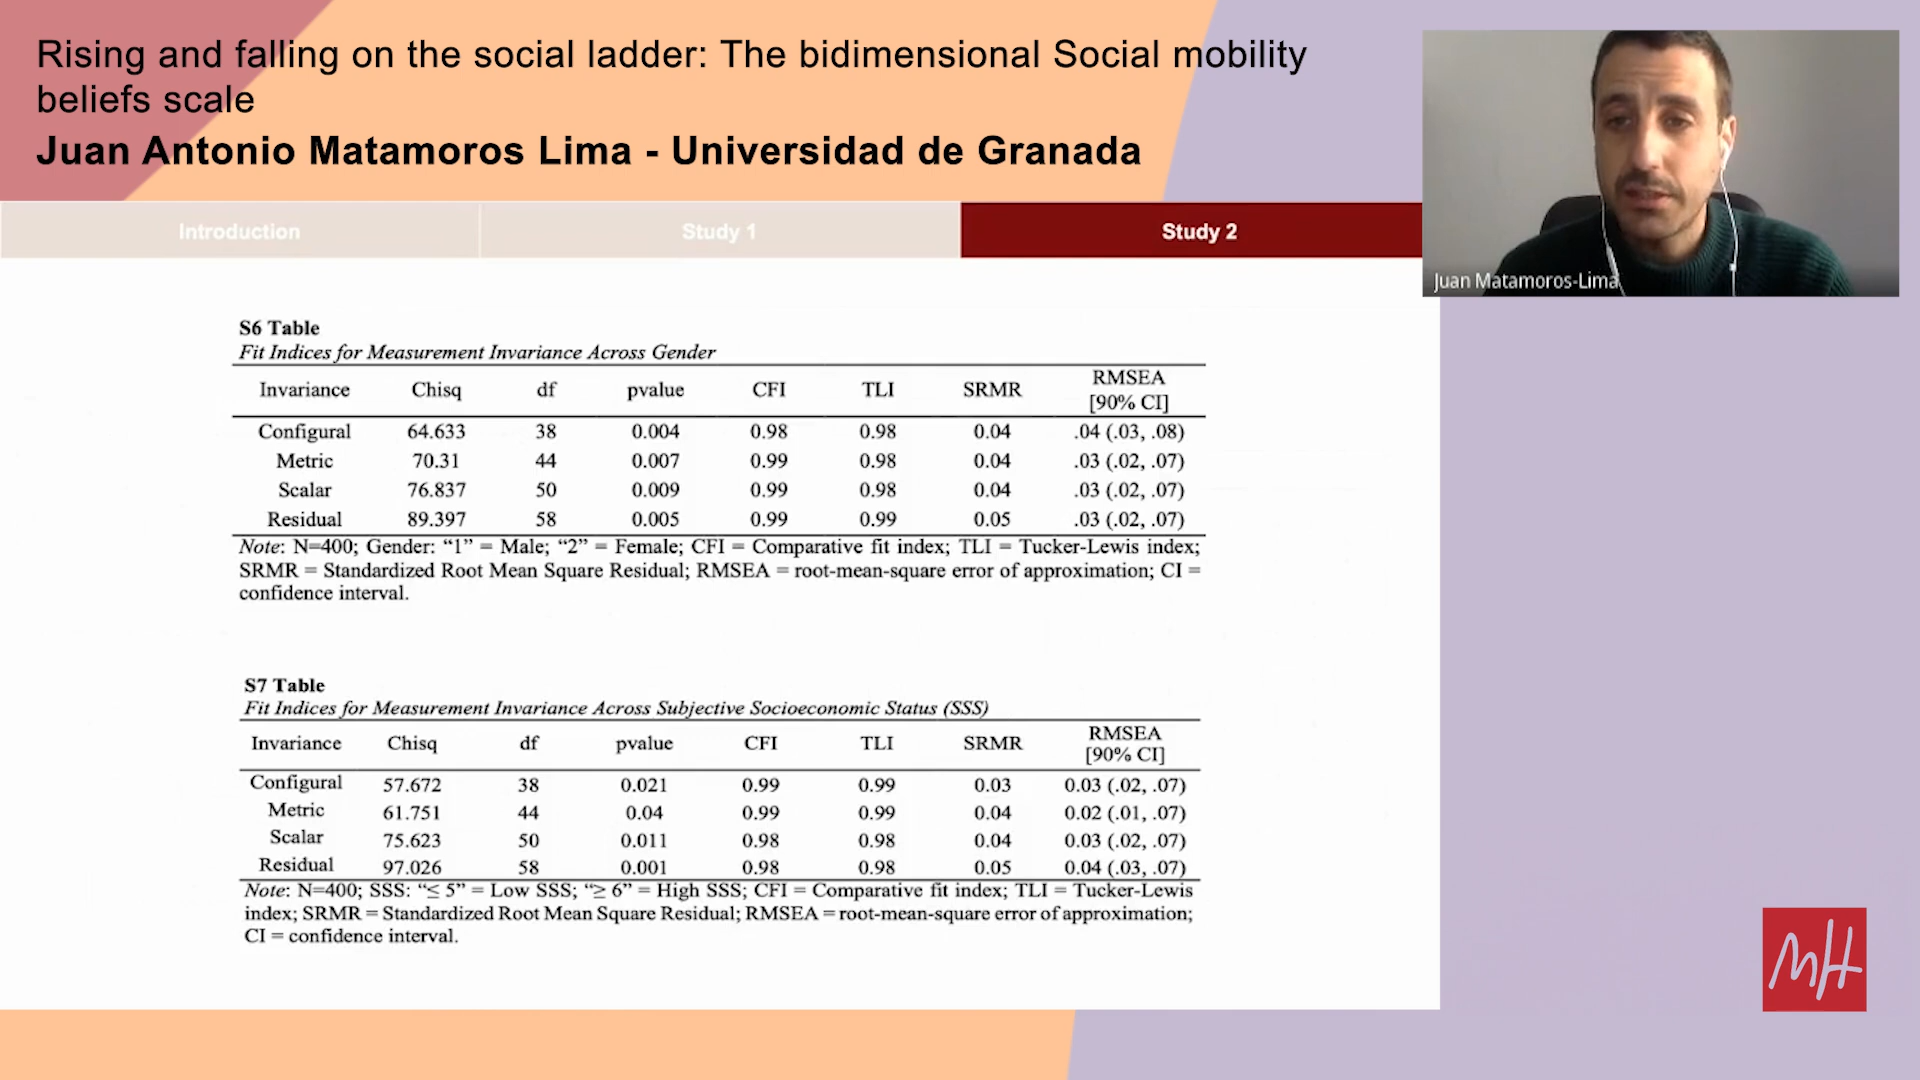 Rising and falling on the social ladder: The bidimensional Social mobility
beliefs scale
Juan Antonio Matamoros Lima - Universidad de Granada
Introduction
Study 1
Study 2
Juan Matamoros-Lima
S6 Table
Fit Indices for Measurement Invariance Across Gender
Invariance Chisq df pvalue CFI TLI SRMR RMSEA [90% CI]
Configural 64.633 38 0.004 0.98 0.98 0.04 .04 (.03, .08)
Metric 70.31 44 0.007 0.99 0.98 0.04 .03 (.02, .07)
Scalar 76.837 50 0.009 0.99 0.98 0.04 .03 (.02, .07)
Residual 89.397 58 0.005 0.99 0.99 0.05 .03 (.02, .07)
Note: N=400; Gender: “1” = Male; “2” = Female; CFI = Comparative fit index; TLI = Tucker-Lewis index;
SRMR = Standardized Root Mean Square Residual; RMSEA = root-mean-square error of approximation; CI =
confidence interval.
S7 Table
Fit Indices for Measurement Invariance Across Subjective Socioeconomic Status (SSS)
Invariance Chisq df pvalue CFI TLI SRMR RMSEA [90% CI]
Configural 57.672 38 0.021 0.99 0.99 0.03 0.03 (.02, .07)
Metric 61.751 44 0.04 0.99 0.99 0.04 0.02 (.01, .07)
Scalar 75.623 50 0.011 0.98 0.98 0.04 0.03 (.02, .07)
Residual 97.026 58 0.001 0.98 0.98 0.05 0.04 (.03, .07)
Note: N=400; SSS: “≤ 5” = Low SSS; “≥ 6” = High SSS; CFI = Comparative fit index; TLI = Tucker-Lewis
index; SRMR = Standardized Root Mean Square Residual; RMSEA = root-mean-square error of approximation;
CI = confidence interval.
MH